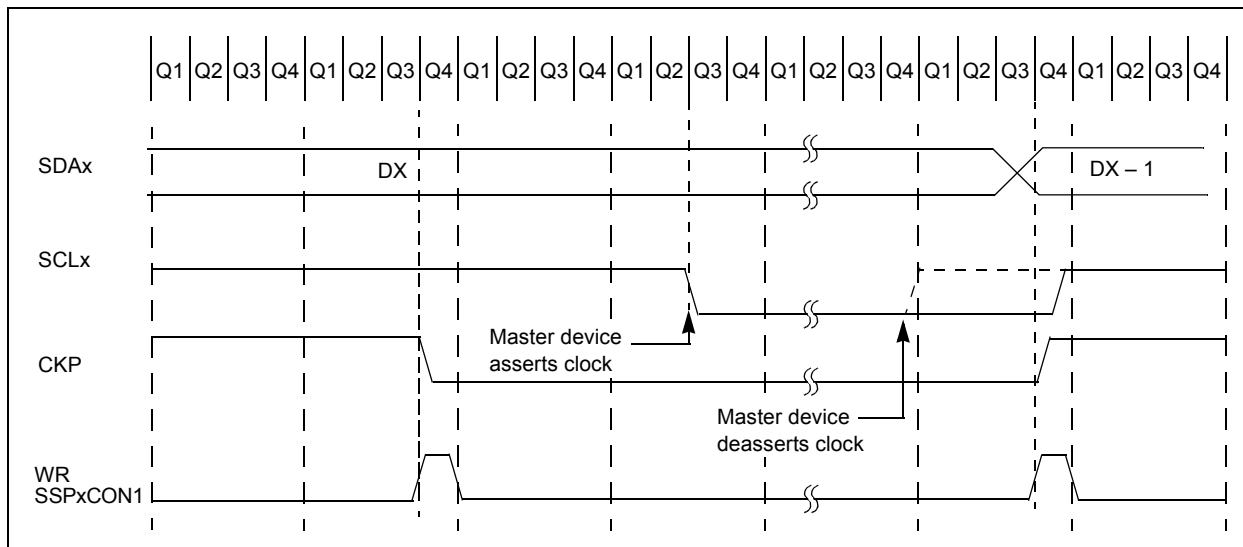 Q1 Q2 Q3 Q4 Q1 Q2 Q3 Q4 Q1 Q2 Q3 Q4 Q1 Q2 Q3 Q4 Q1 Q2 Q3 Q4 Q1 Q2 Q3 Q4 Q1 Q2 Q3 Q4
SDAx
DX
DX – 1
SCLx
Master device
asserts clock
CKP
Master device
deasserts clock
WR
SSPxCON1